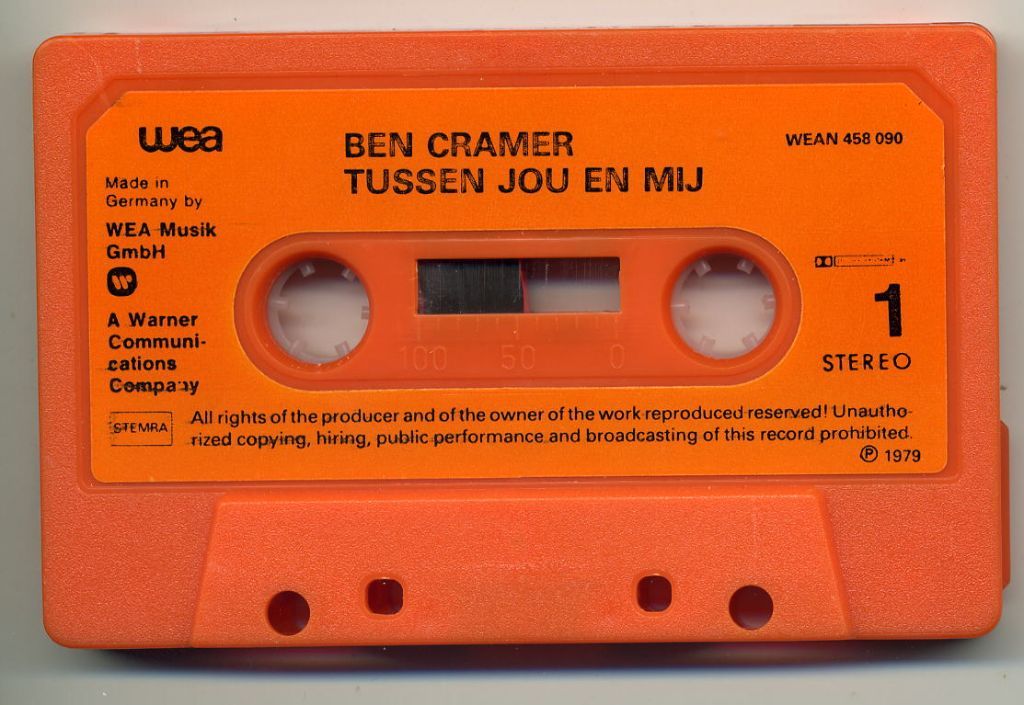 wea
BEN CRAMER
TUSSEN JOU EN MIJ
WEAN 458 090
Made in
Germany by
WEA Musik
GmbH
A Warner
Communi-
cations
Company
100 50 0
1
STEREO
STEMRA
All rights of the producer and of the owner of the work reproduced reserved! Unautho-
rized copying, hiring, public performance and broadcasting of this record prohibited.
Ⓟ 1979